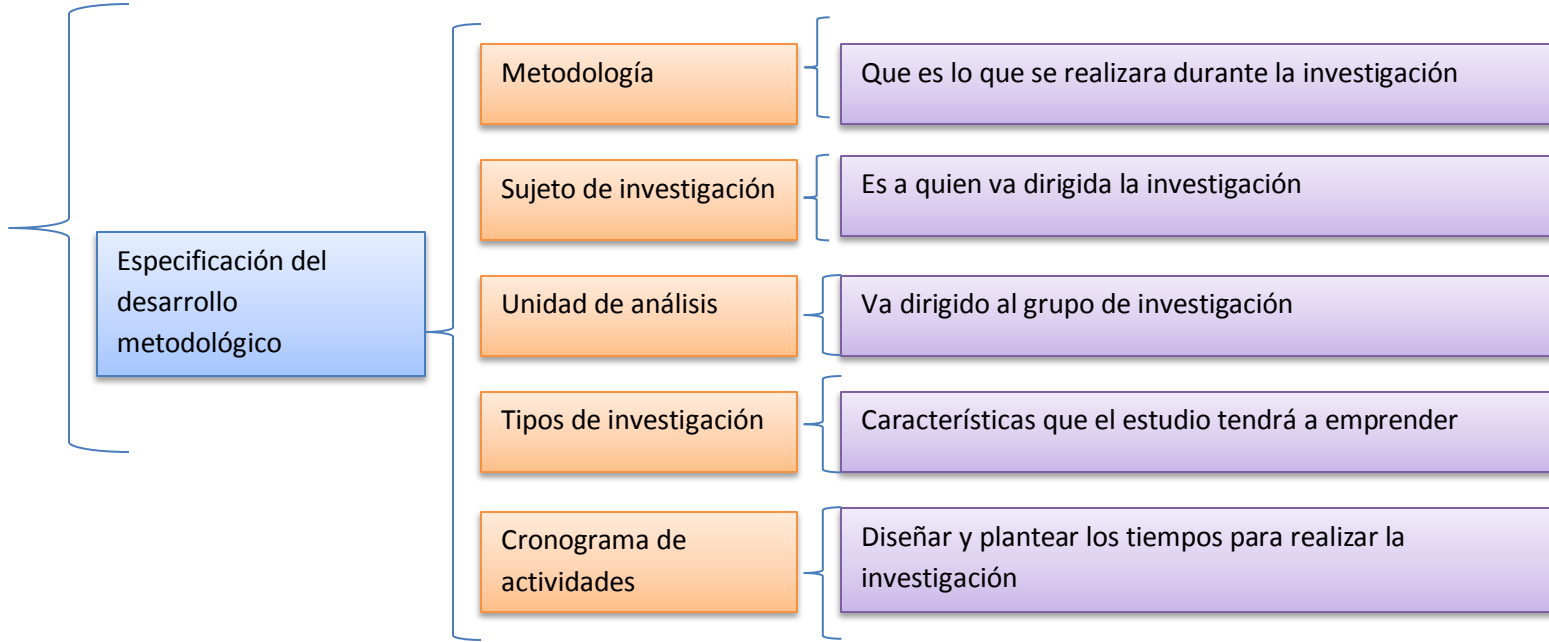 Metodología
Que es lo que se realizara durante la investigación
Sujeto de investigación
Es a quien va dirigida la investigación
Especificación del
desarrollo
metodológico
Unidad de análisis
Va dirigido al grupo de investigación
Tipos de investigación
Características que el estudio tendrá a emprender
Cronograma de
actividades
Diseñar y plantear los tiempos para realizar la
investigación